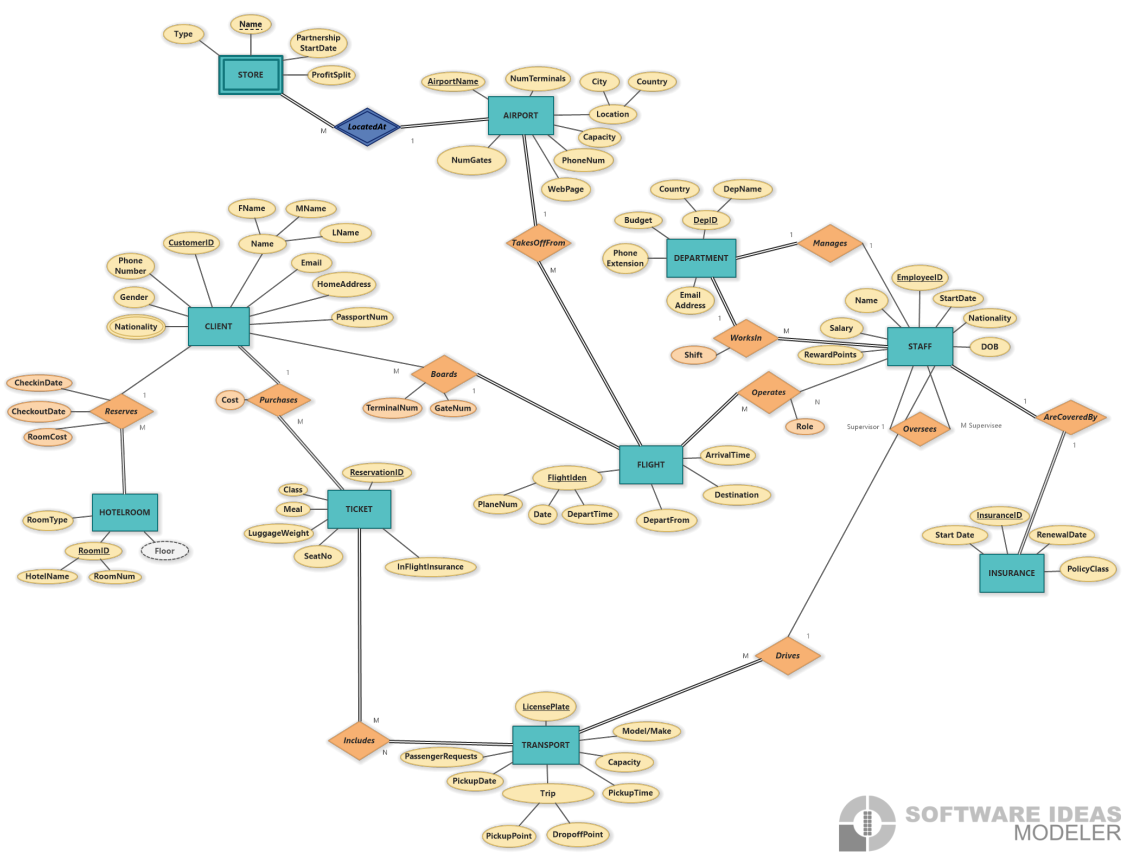 Type
Name
Partnership
StartDate
STORE
ProfitSplit
M
LocatedAt
1
AirportName
NumTerminals
City
Country
AIRPORT
Location
Capacity
NumGates
PhoneNum
WebPage
1
TakesOffFrom
M
Country
DepName
Budget
DepID
1
Manages
1
Phone
Extension
DEPARTMENT
Email
Address
1
WorksIn
M
Shift
EmployeeID
Name
StartDate
Nationality
Salary
STAFF
DOB
RewardPoints
FName
MName
LName
CustomerID
Name
Phone
Number
Email
HomeAddress
Gender
Nationality
CLIENT
PassportNum
CheckinDate
CheckoutDate
RoomCost
1
Reserves
M
1
Cost
Purchases
M
M
Boards
1
TerminalNum
GateNum
M
Operates
N
Role
Supervisor 1
Oversees
M Supervisee
1
AreCoveredBy
1
FLIGHT
ArrivalTime
FlightIden
PlaneNum
Date
DepartTime
Destination
DepartFrom
HOTELROOM
RoomType
RoomID
Floor
HotelName
RoomNum
ReservationID
Class
Meal
TICKET
LuggageWeight
SeatNo
InFlightInsurance
InsuranceID
Start Date
RenewalDate
INSURANCE
PolicyClass
M
Drives
1
LicensePlate
M
Includes
N
TRANSPORT
Model/Make
PassengerRequests
Capacity
PickupDate
Trip
PickupTime
PickupPoint
DropoffPoint
SOFTWARE IDEAS
MODELER